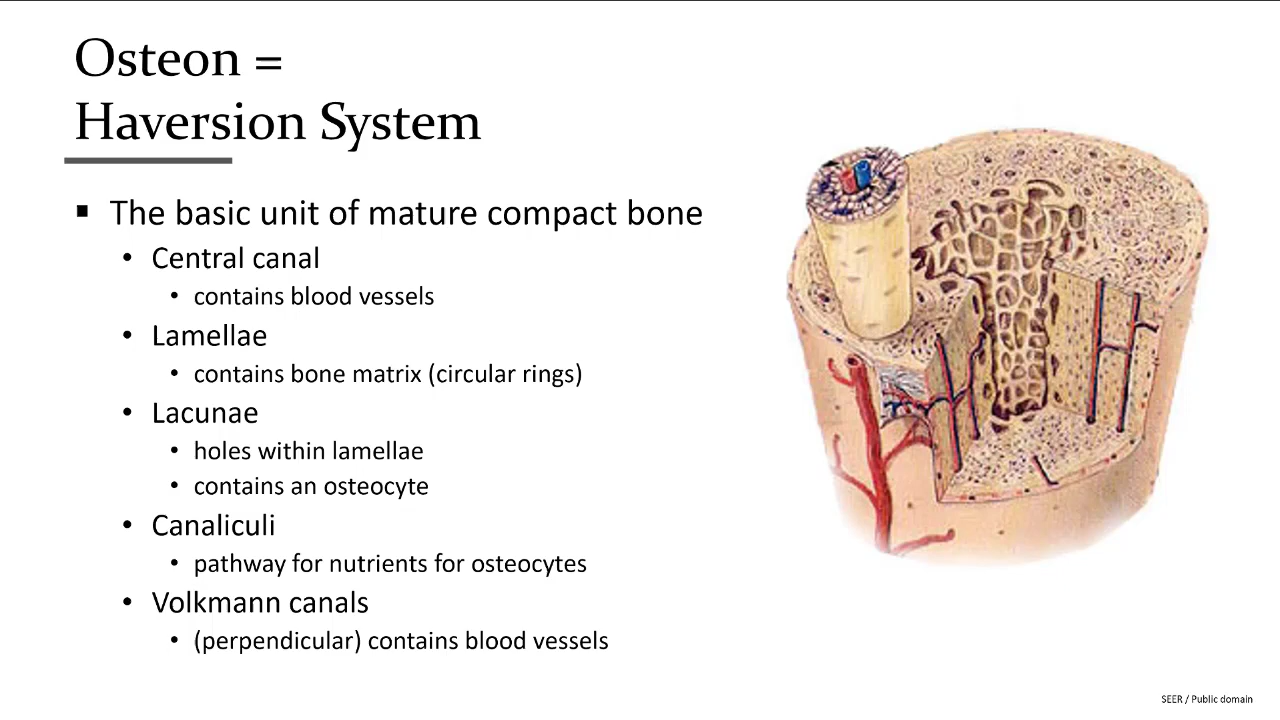 Osteon =
Haversion System
▪ The basic unit of mature compact bone
• Central canal
• contains blood vessels
• Lamellae
• contains bone matrix (circular rings)
• Lacunae
• holes within lamellae
• contains an osteocyte
• Canaliculi
• pathway for nutrients for osteocytes
• Volkmann canals
• (perpendicular) contains blood vessels
SEER / Public domain